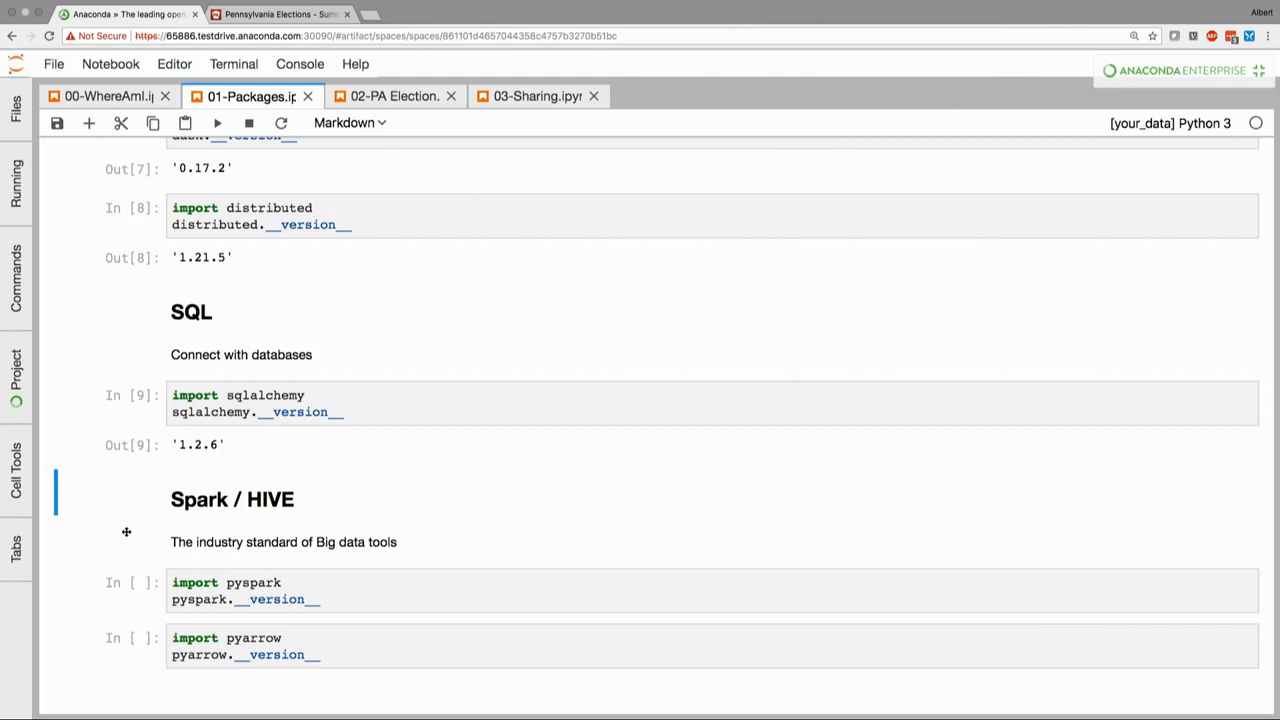 Anaconda » The leading open
Pennsylvania Elections - Sum
Albert
Not Secure | https://65886.testdrive.anaconda.com:30090/#artifact/spaces/spaces/861101d4657044358c4757b3270b51bc
File Notebook Editor Terminal Console Help
ANACONDA ENTERPRISE
00-WhereAmI.i
01-Packages.ip
02-PA Election.
03-Sharing.ipyr
Markdown
[your_data] Python 3
Files
Running
Commands
Project
Cell Tools
Tabs
dask.__version__
Out[7]: '0.17.2'
In [8]: import distributed
distributed.__version__
Out[8]: '1.21.5'
SQL
Connect with databases
In [9]: import sqlalchemy
sqlalchemy.__version__
Out[9]: '1.2.6'
Spark / HIVE
The industry standard of Big data tools
In [ ]: import pyspark
pyspark.__version__
In [ ]: import pyarrow
pyarrow.__version__